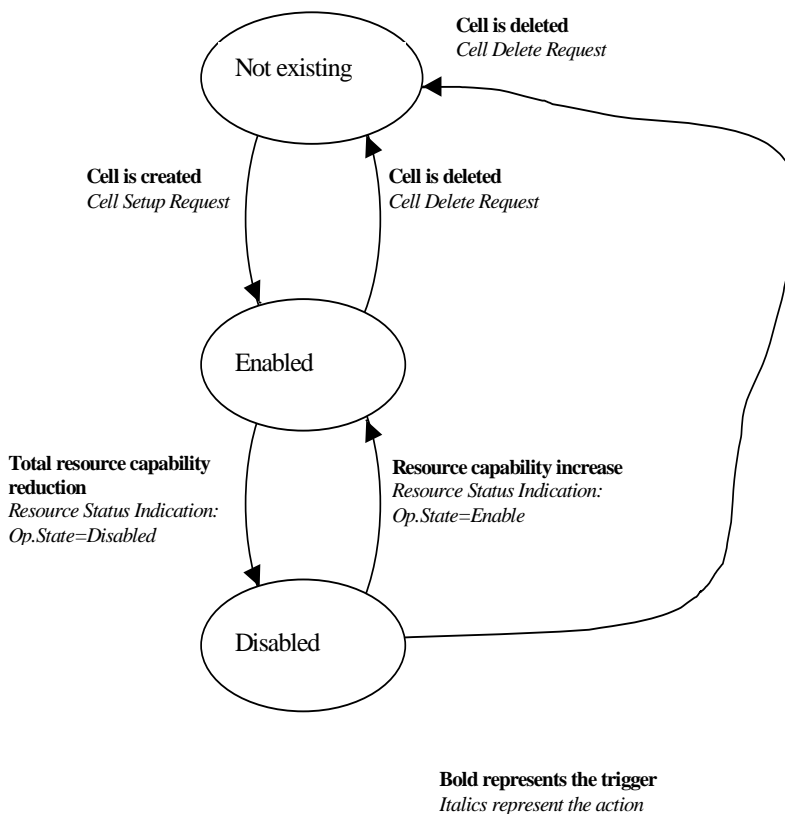 Cell is deleted
Cell Delete Request
Not existing
Cell is created
Cell Setup Request
Cell is deleted
Cell Delete Request
Enabled
Total resource capability
reduction
Resource Status Indication:
Op.State=Disabled
Resource capability increase
Resource Status Indication:
Op.State=Enable
Disabled
Bold represents the trigger
Italics represent the action